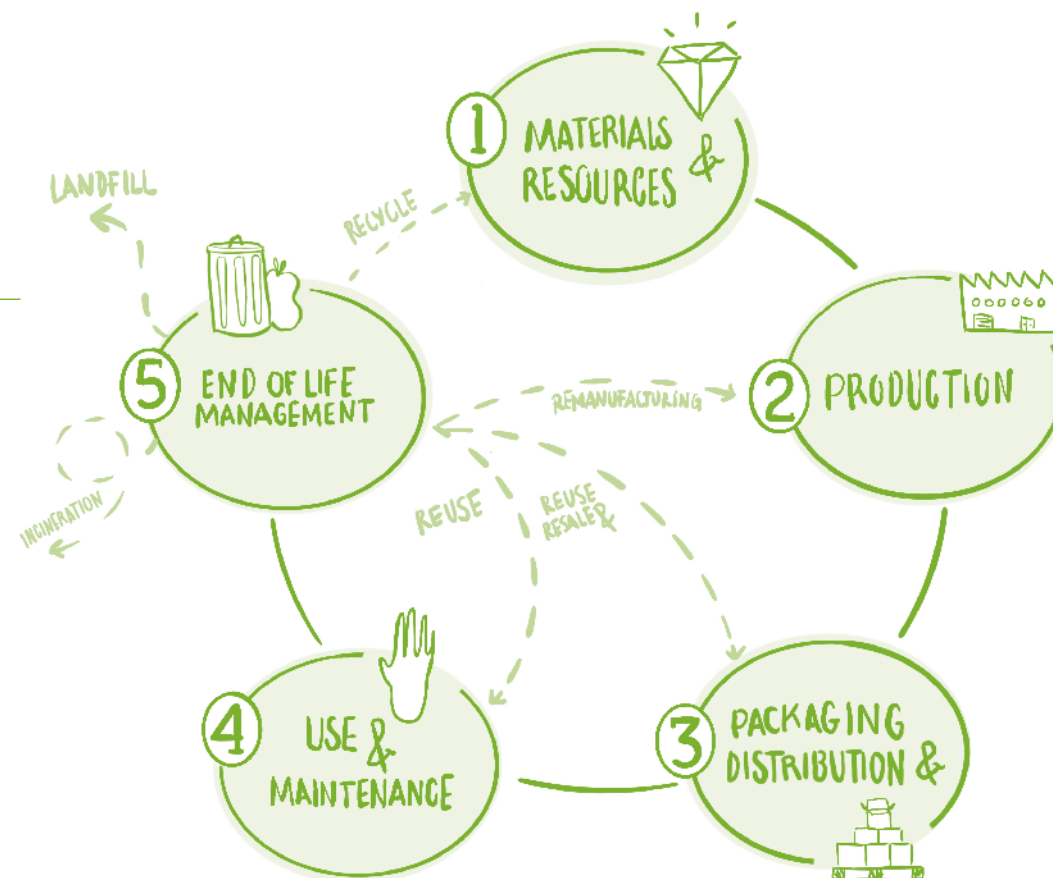 1
MATERIALS &
RESOURCES
LANDFILL
RECYCLE
5
END OF LIFE
MANAGEMENT
2
PRODUCTION
REMANUFACTURING
INCINERATION
REUSE
REUSE
RESALE &
4
USE &
MAINTENANCE
3
PACKAGING
DISTRIBUTION &